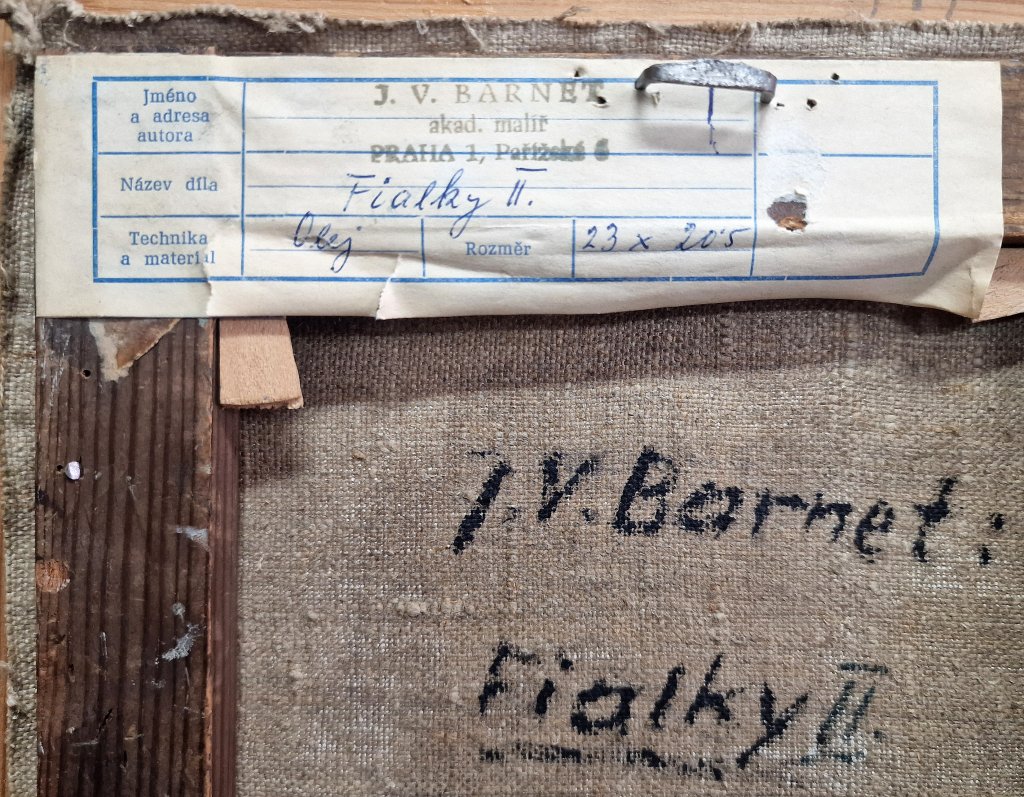 Jméno
a adresa
autora
J. V. BARNET
akad. malíř
PRAHA 1, Pařížská 6
Název díla
Fialky II.
Technika
a materiál
Olej
Rozměr
23 x 20·5
J. V. Barnet:
Fialky II.